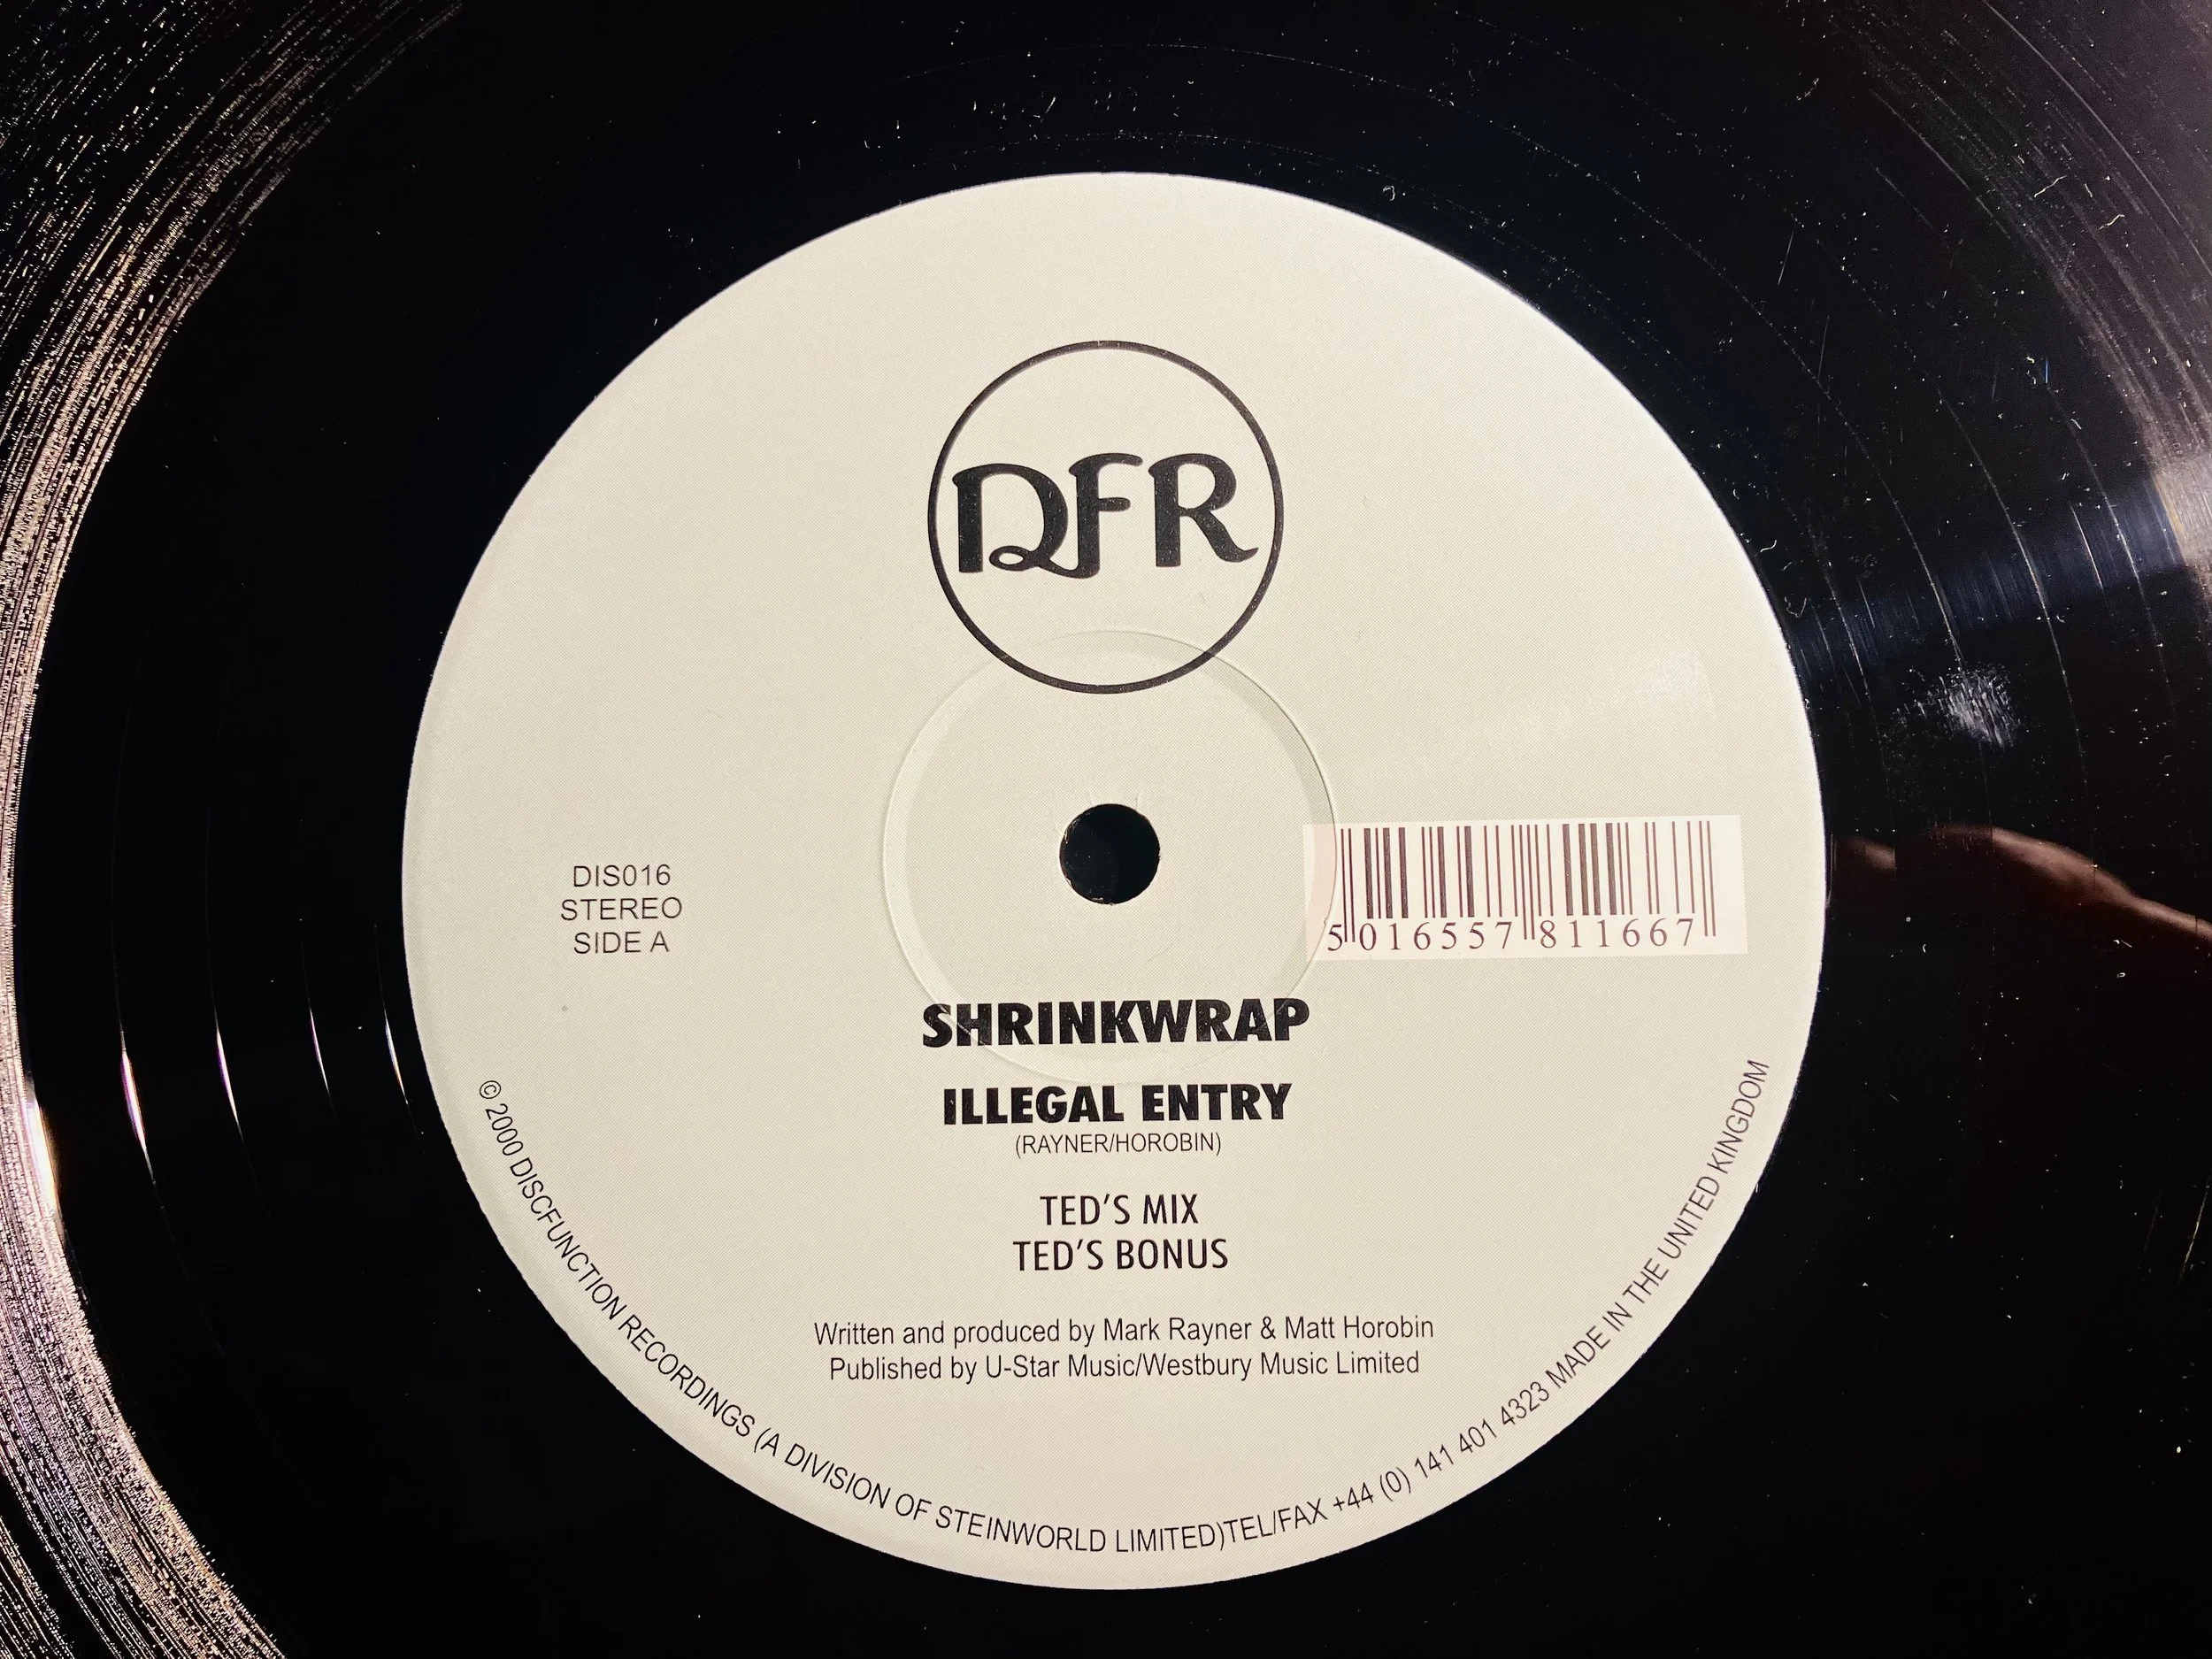 DFR
DIS016
STEREO
SIDE A
5 016557 811667
SHRINKWRAP
ILLEGAL ENTRY
(RAYNER/HOROBIN)
TED'S MIX
TED'S BONUS
Written and produced by Mark Rayner & Matt Horobin
Published by U-Star Music/Westbury Music Limited
© 2000 DISCFUNCTION RECORDINGS (A DIVISION OF STEINWORLD LIMITED)TEL/FAX +44 (0) 141 401 4323 MADE IN THE UNITED KINGDOM